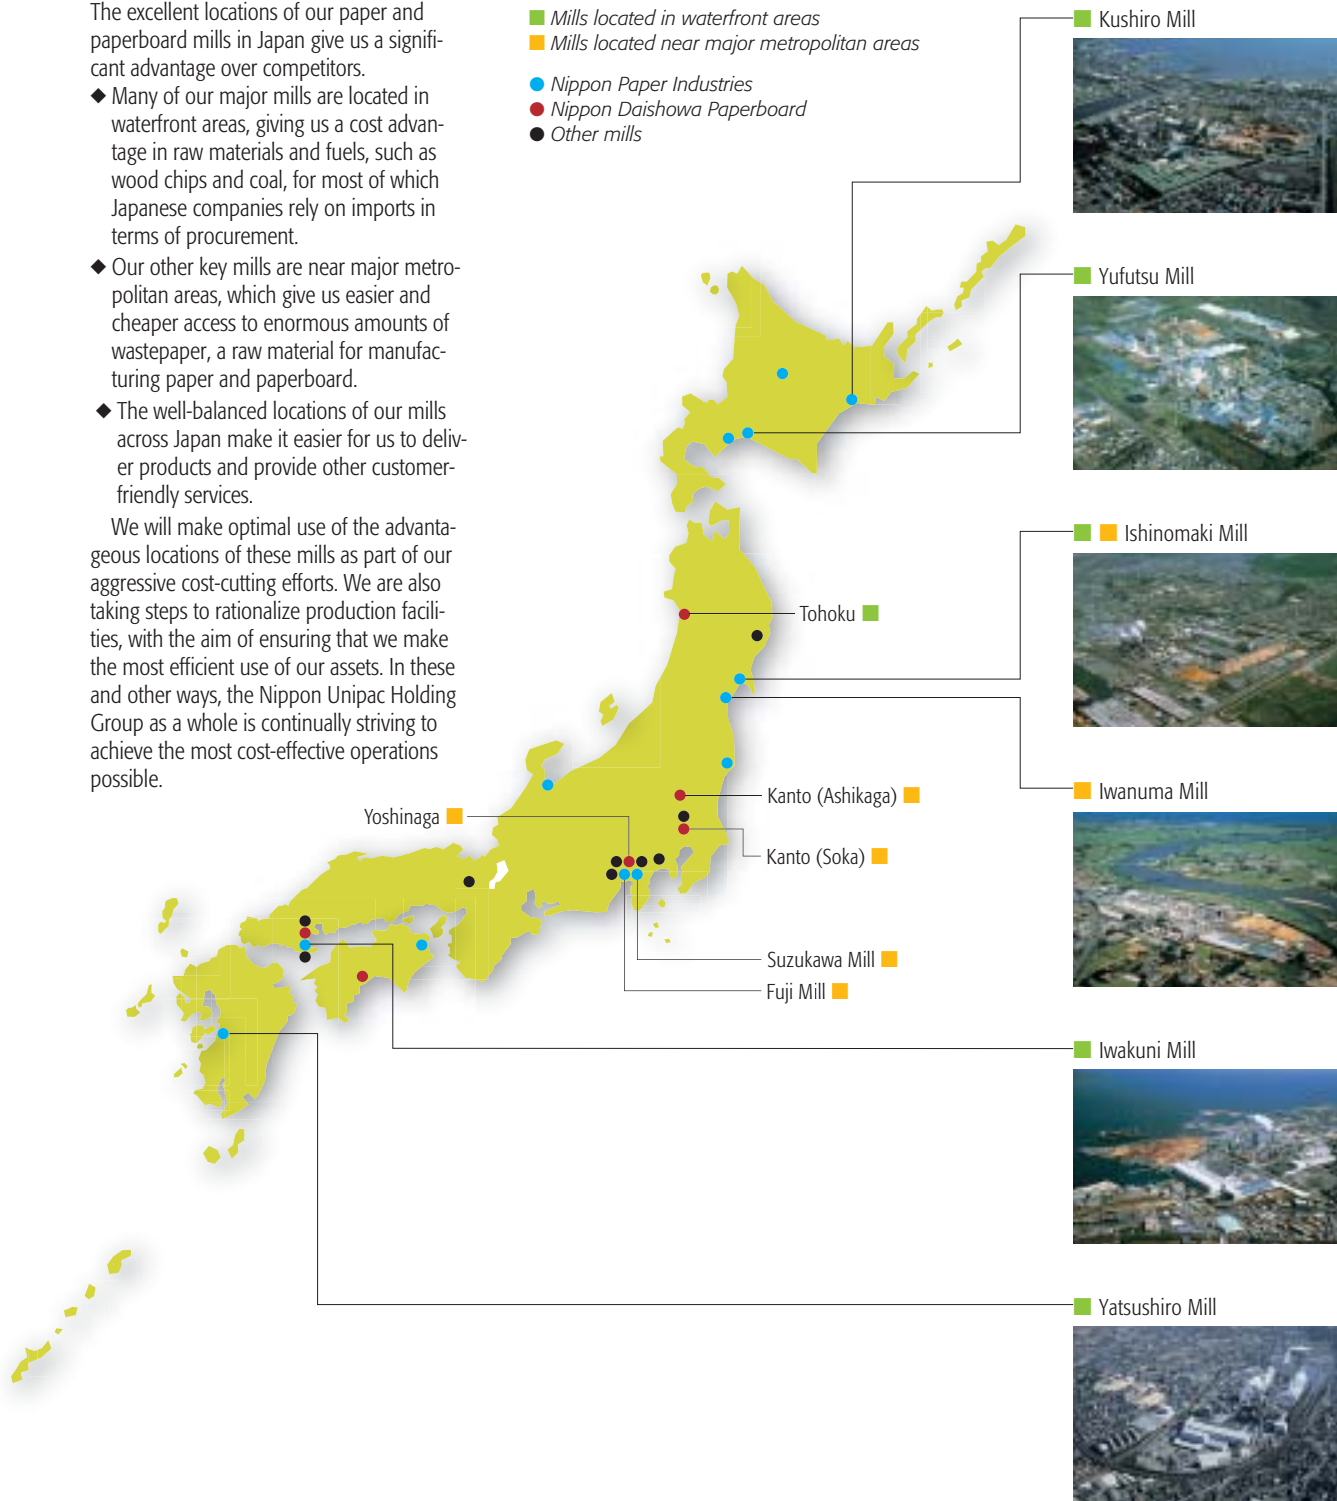 The excellent locations of our paper and
paperboard mills in Japan give us a signifi-
cant advantage over competitors.
◆ Many of our major mills are located in
waterfront areas, giving us a cost advan-
tage in raw materials and fuels, such as
wood chips and coal, for most of which
Japanese companies rely on imports in
terms of procurement.
◆ Our other key mills are near major metro-
politan areas, which give us easier and
cheaper access to enormous amounts of
wastepaper, a raw material for manufac-
turing paper and paperboard.
◆ The well-balanced locations of our mills
across Japan make it easier for us to deliv-
er products and provide other customer-
friendly services.
We will make optimal use of the advanta-
geous locations of these mills as part of our
aggressive cost-cutting efforts. We are also
taking steps to rationalize production facili-
ties, with the aim of ensuring that we make
the most efficient use of our assets. In these
and other ways, the Nippon Unipac Holding
Group as a whole is continually striving to
achieve the most cost-effective operations
possible.
Mills located in waterfront areas
Mills located near major metropolitan areas
Nippon Paper Industries
Nippon Daishowa Paperboard
Other mills
Kushiro Mill
Yufutsu Mill
Ishinomaki Mill
Tohoku
Iwanuma Mill
Kanto (Ashikaga)
Yoshinaga
Kanto (Soka)
Suzukawa Mill
Fuji Mill
Iwakuni Mill
Yatsushiro Mill